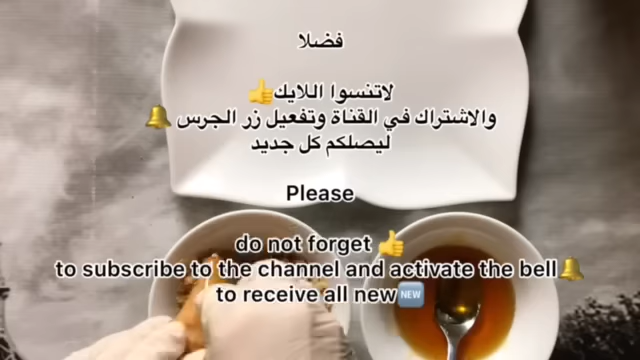 فضلا
لاتنسوا اللايك👍
والاشتراك في القناة وتفعيل زر الجرس 🔔
ليصلكم كل جديد
Please
do not forget 👍
to subscribe to the channel and activate the bell🔔
to receive all new🆕